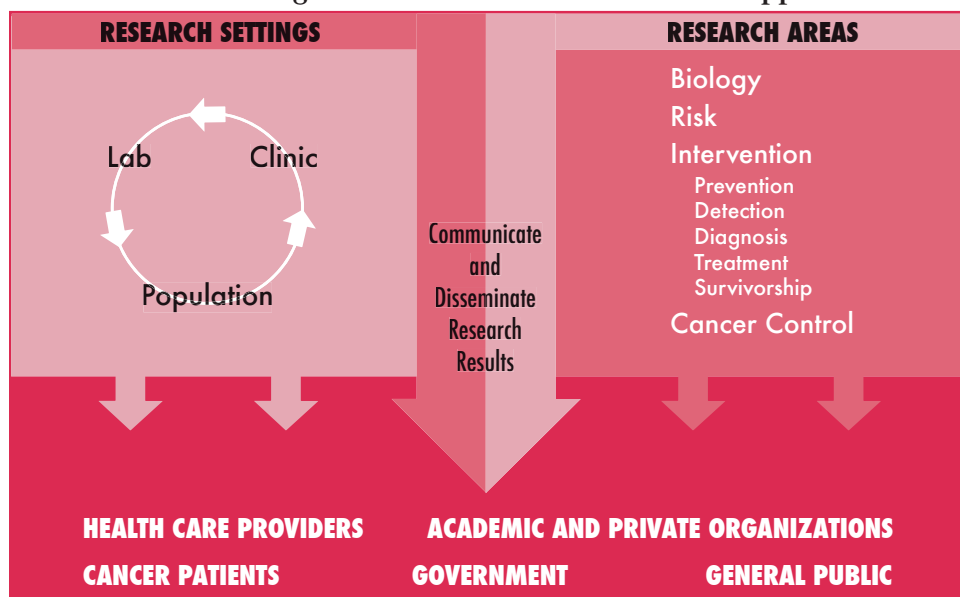 RESEARCH SETTINGS
Lab
Clinic
Population
Communicate
and
Disseminate
Research
Results
RESEARCH AREAS
Biology
Risk
Intervention
Prevention
Detection
Diagnosis
Treatment
Survivorship
Cancer Control
HEALTH CARE PROVIDERS
ACADEMIC AND PRIVATE ORGANIZATIONS
CANCER PATIENTS
GOVERNMENT
GENERAL PUBLIC